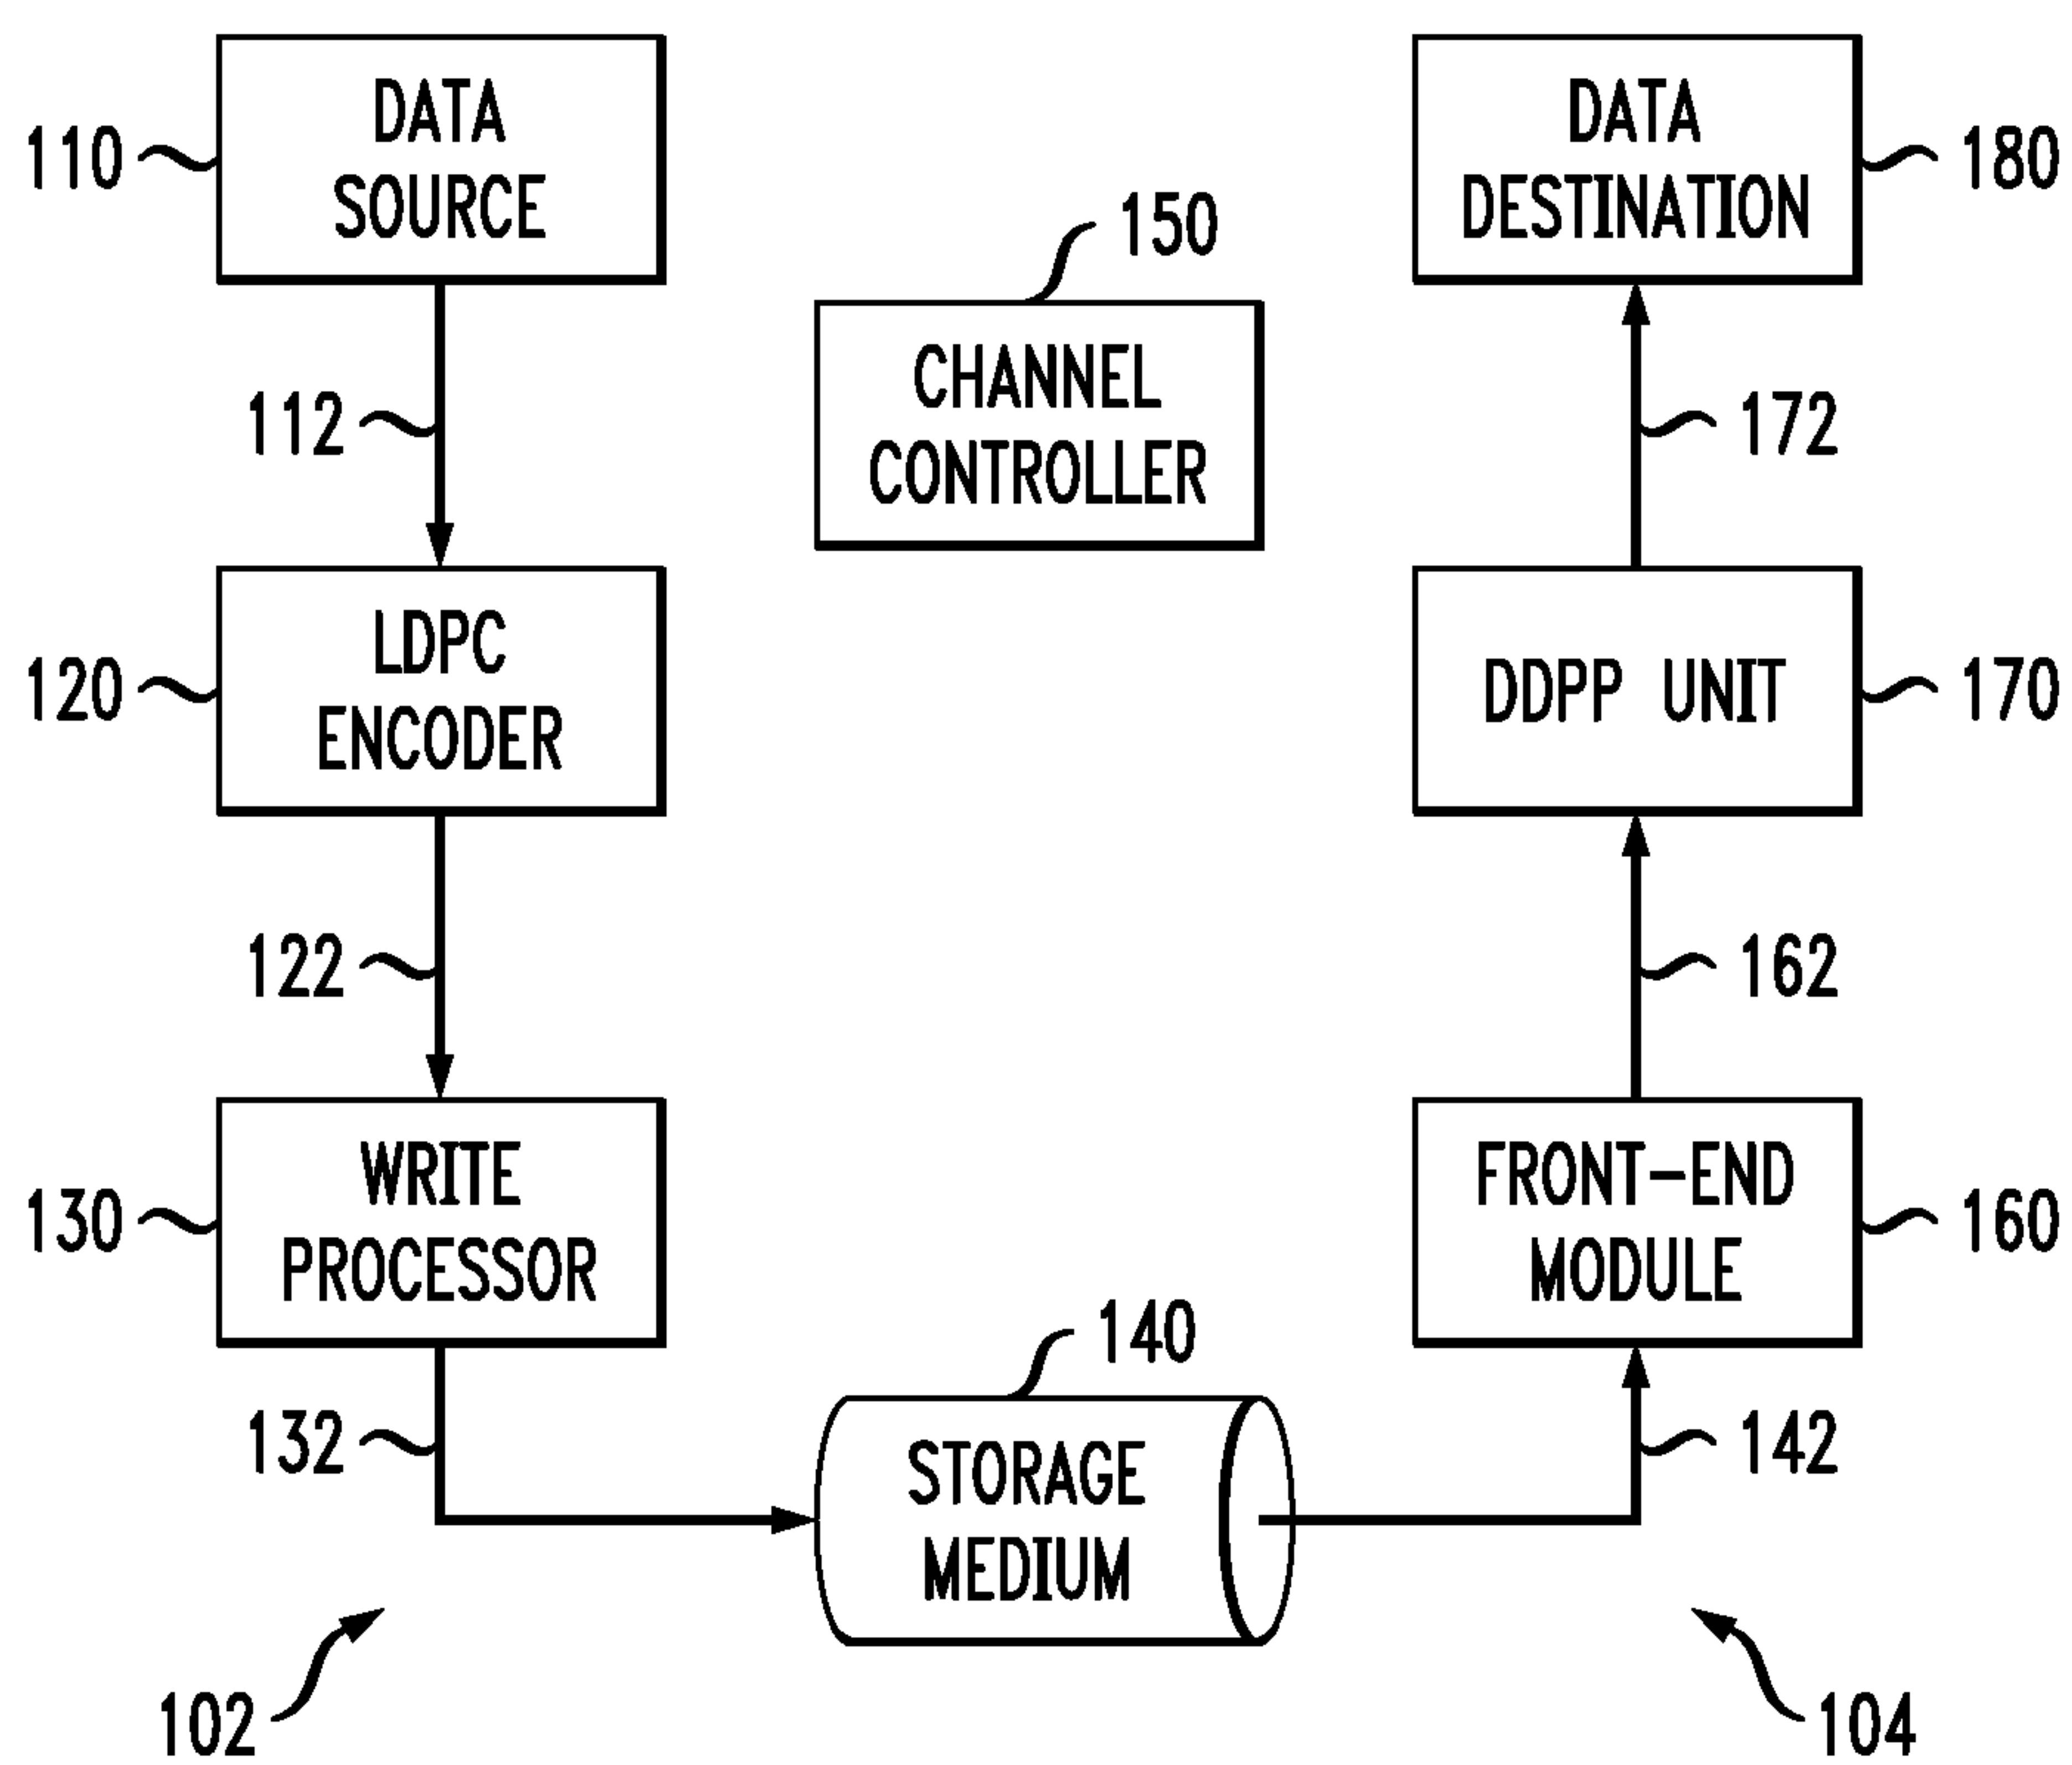 110
DATA
SOURCE
112
120
LDPC
ENCODER
122
130
WRITE
PROCESSOR
132
102
150
CHANNEL
CONTROLLER
140
STORAGE
MEDIUM
DATA
DESTINATION
180
172
DDPP UNIT
170
162
FRONT-END
MODULE
160
142
104